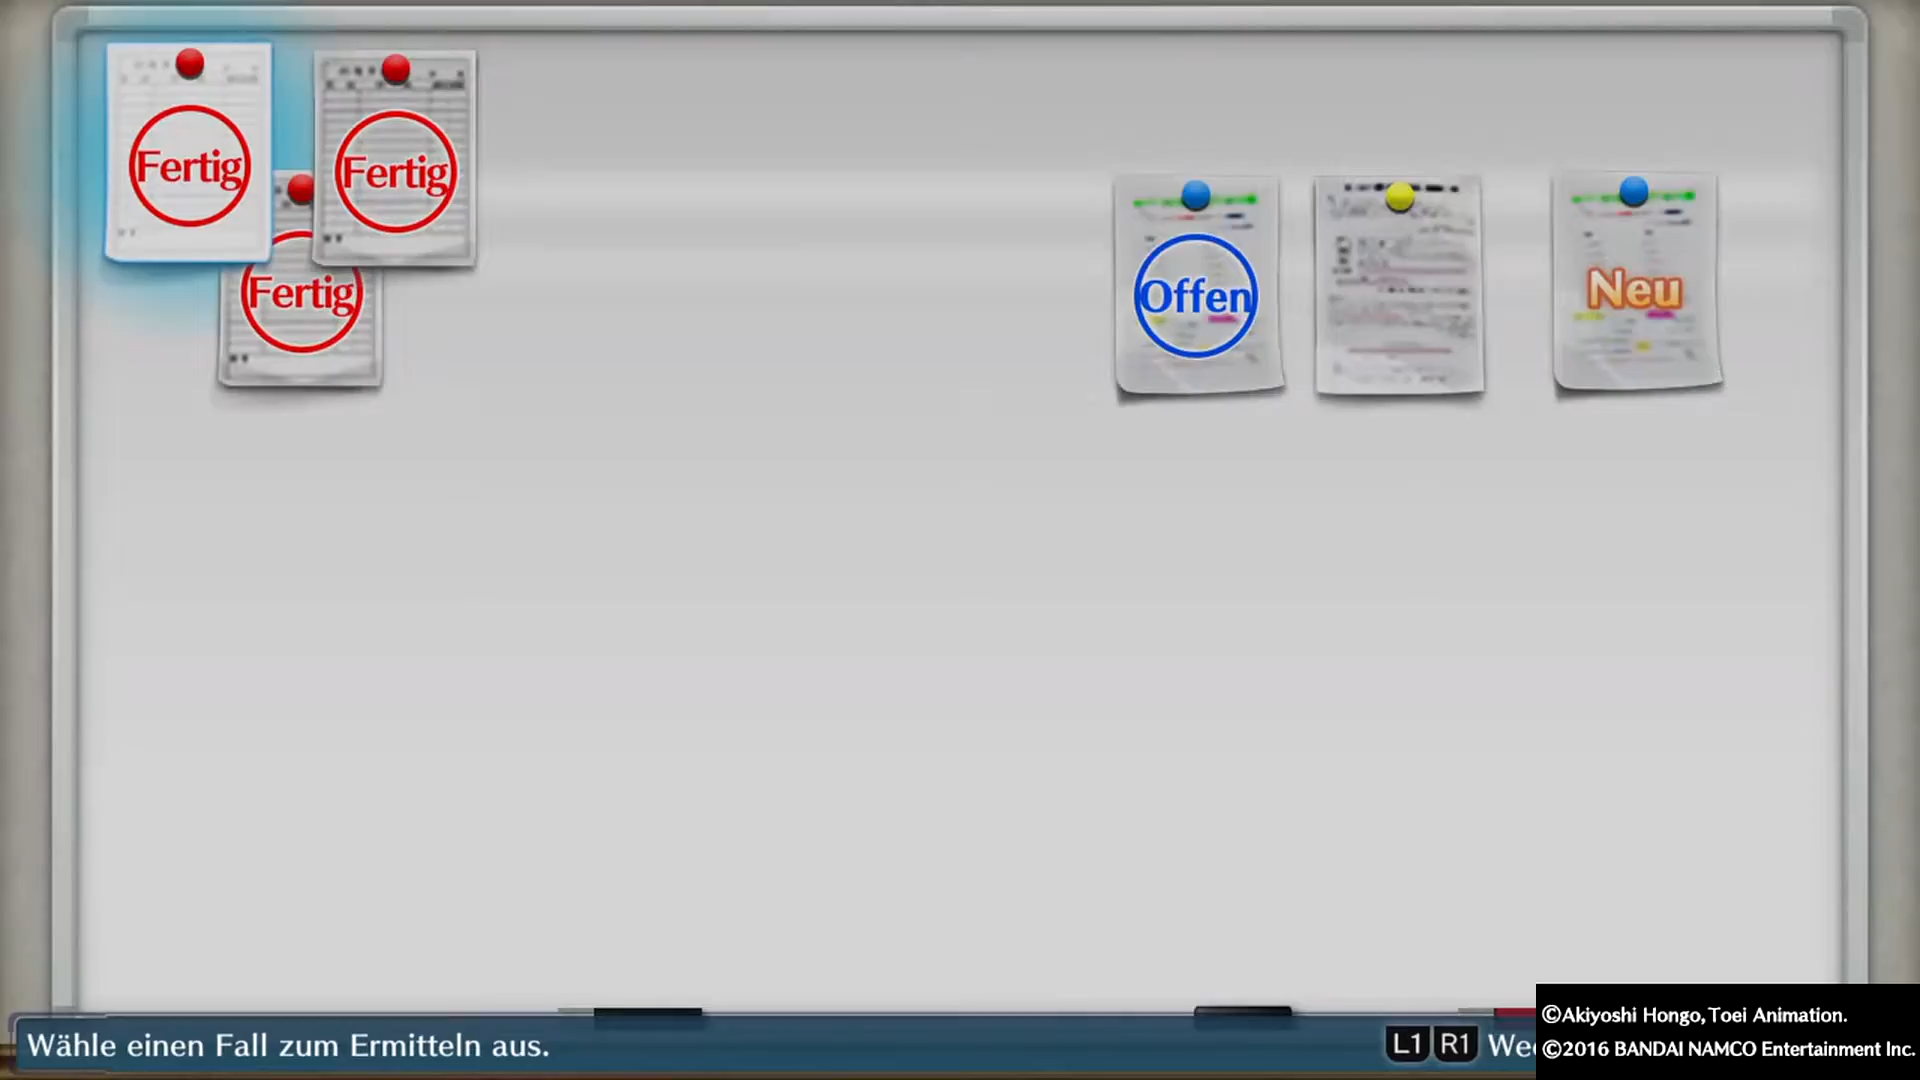 Fertig
Fertig
Fertig
Offen
Neu
Wähle einen Fall zum Ermitteln aus.
L1 R1
©Akiyoshi Hongo, Toei Animation.
©2016 BANDAI NAMCO Entertainment Inc.